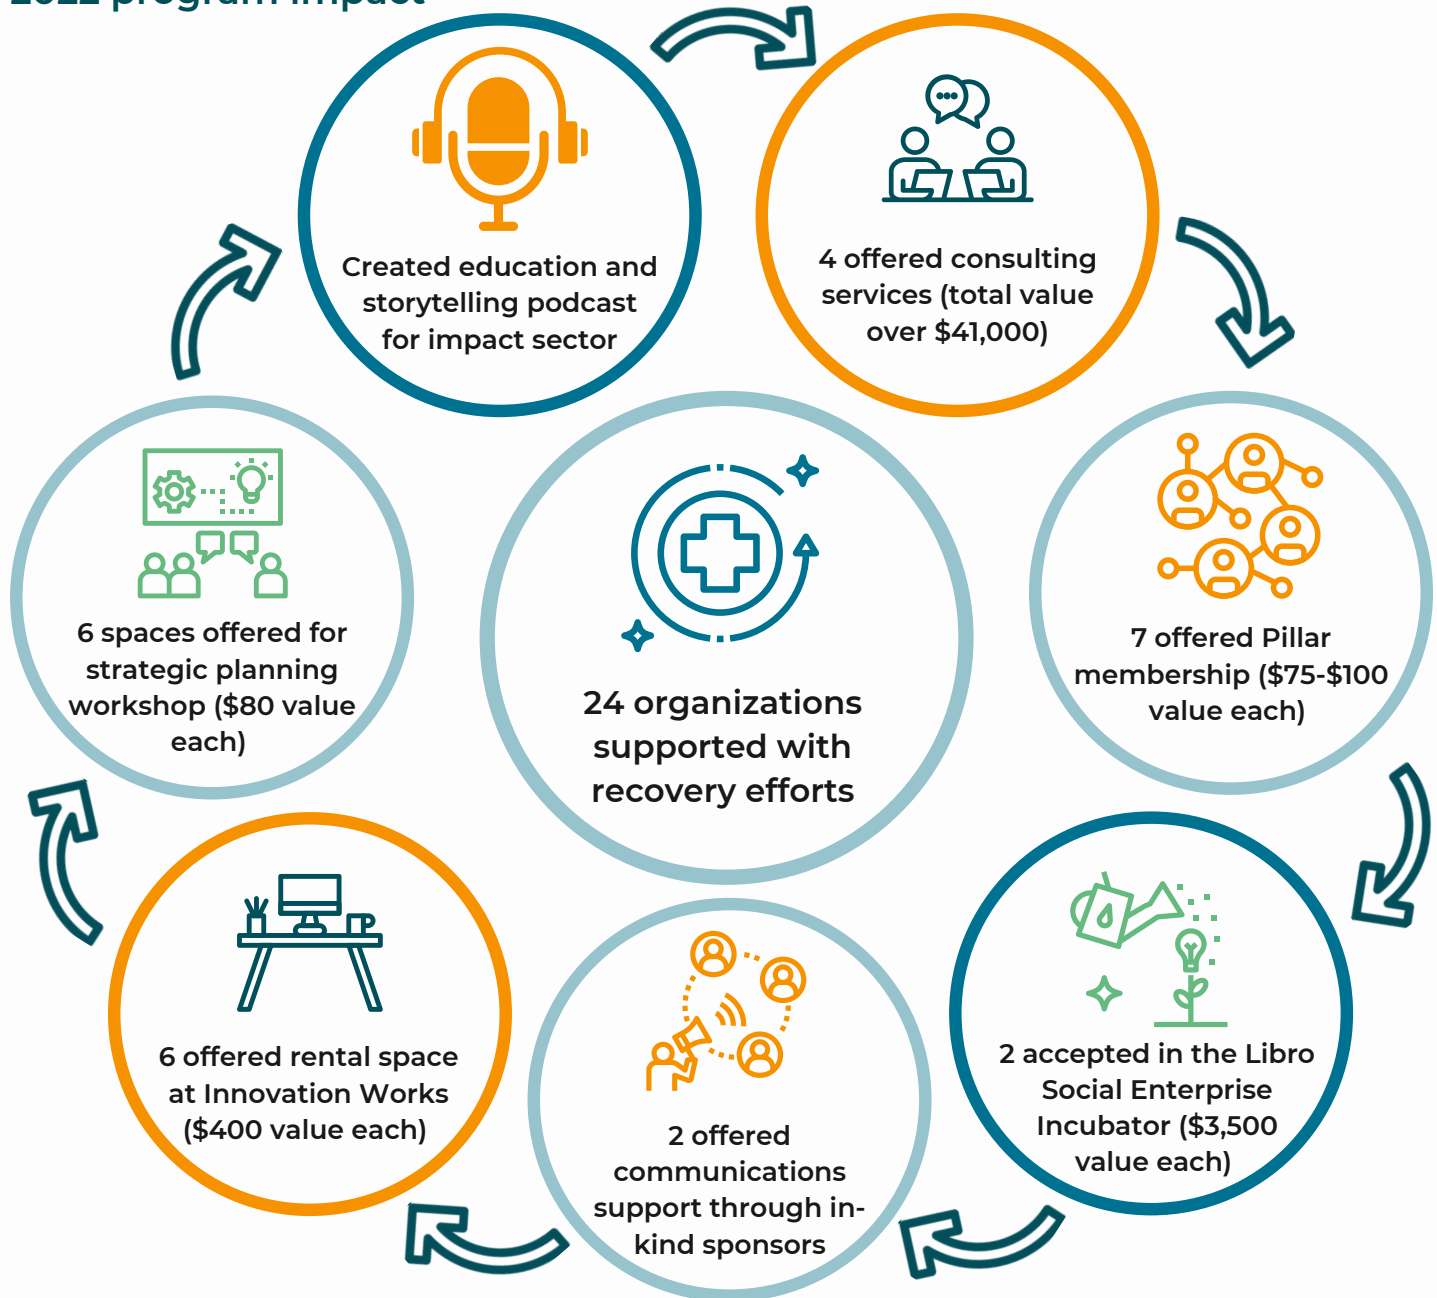 2022 program impact
Created education and
storytelling podcast
for impact sector
4 offered consulting
services (total value
over $41,000)
7 offered Pillar
membership ($75-$100
value each)
2 accepted in the Libro
Social Enterprise
Incubator ($3,500
value each)
2 offered
communications
support through in-
kind sponsors
6 offered rental space
at Innovation Works
($400 value each)
6 spaces offered for
strategic planning
workshop ($80 value
each)
24 organizations
supported with
recovery efforts